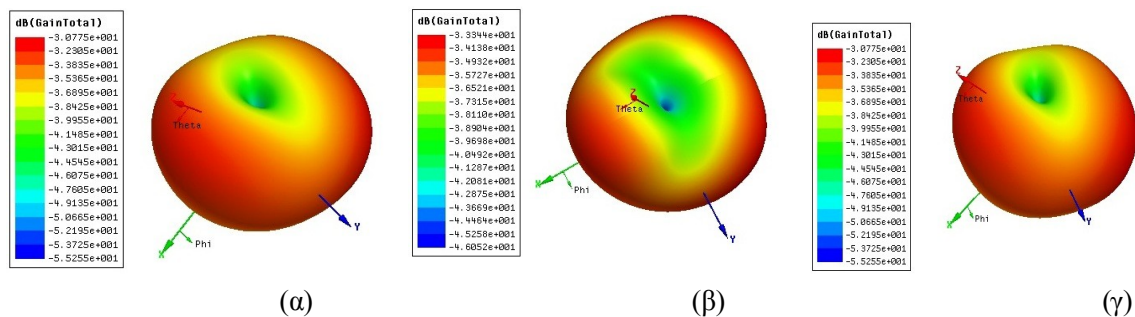 dB(GainTotal)
-3.0775e+001
-3.2305e+001
-3.3835e+001
-3.5365e+001
-3.6895e+001
-3.8425e+001
-3.9955e+001
-4.1485e+001
-4.3015e+001
-4.4545e+001
-4.6075e+001
-4.7605e+001
-4.9135e+001
-5.0665e+001
-5.2195e+001
-5.3725e+001
-5.5255e+001
Z
Theta
X
Phi
Y
(α)
dB(GainTotal)
-3.3344e+001
-3.4138e+001
-3.4932e+001
-3.5727e+001
-3.6521e+001
-3.7315e+001
-3.8110e+001
-3.8904e+001
-3.9698e+001
-4.0492e+001
-4.1287e+001
-4.2081e+001
-4.2875e+001
-4.3669e+001
-4.4464e+001
-4.5258e+001
-4.6052e+001
Z
Theta
X
Phi
Y
(β)
dB(GainTotal)
-3.0775e+001
-3.2305e+001
-3.3835e+001
-3.5365e+001
-3.6895e+001
-3.8425e+001
-3.9955e+001
-4.1485e+001
-4.3015e+001
-4.4545e+001
-4.6075e+001
-4.7605e+001
-4.9135e+001
-5.0665e+001
-5.2195e+001
-5.3725e+001
-5.5255e+001
Z
Theta
X
Phi
Y
(γ)